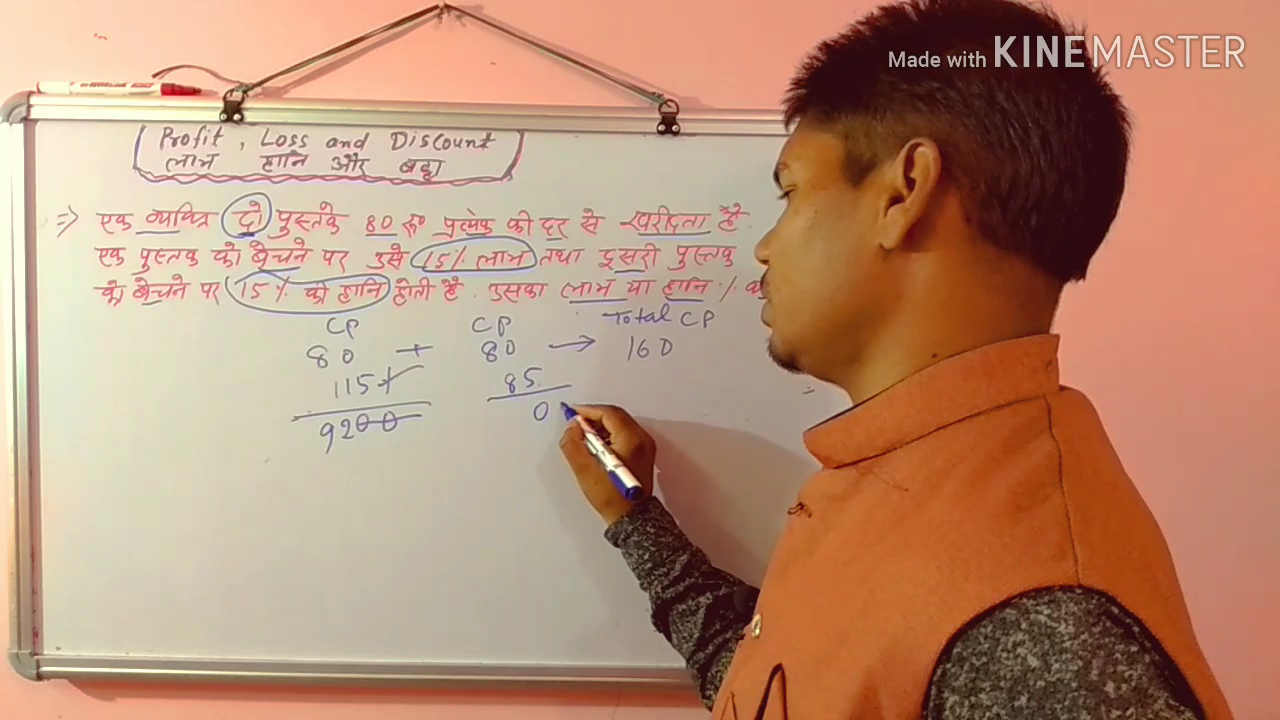 Made with KINEMASTER
Profit, Loss and Discount
लाभ हानि और बट्टा
=> एक व्यक्ति दो पुस्तकें 80 रू० प्रत्येक की दर से खरीदता है
एक पुस्तक को बेचने पर उसे 15% लाभ तथा दूसरी पुस्तक
को बेचने पर 15% की हानि होती है उसका लाभ या हानि %
CP CP Total CP
80 + 80 → 160
115 85
9200 0